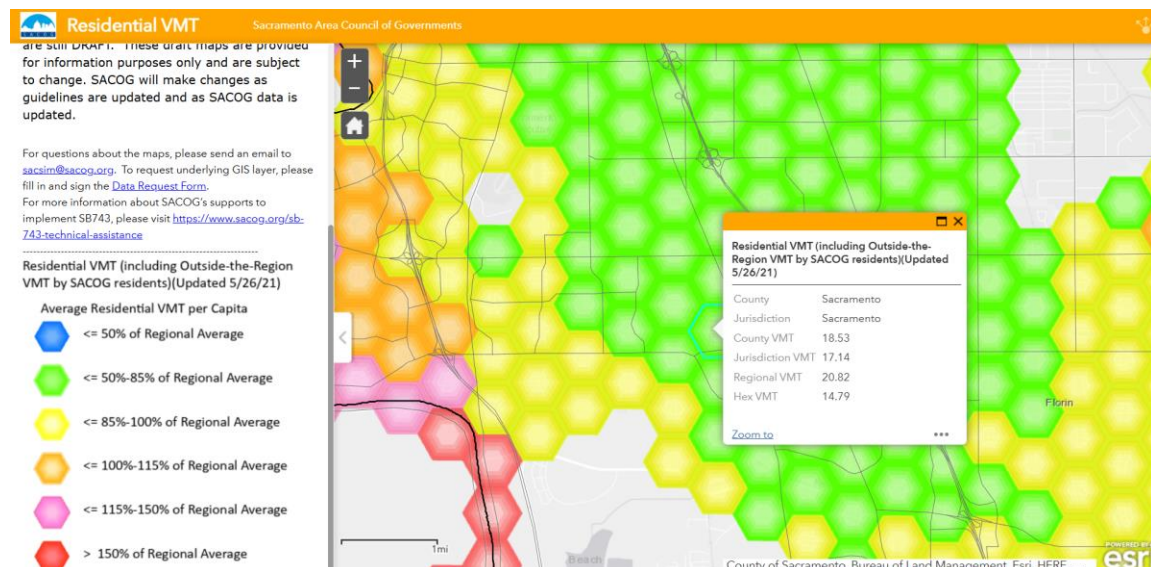 SACOG
Residential VMT
Sacramento Area Council of Governments
are still DRAFT. These draft maps are provided
for information purposes only and are subject
to change. SACOG will make changes as
guidelines are updated and as SACOG data is
updated.
For questions about the maps, please send an email to
sacsim@sacog.org. To request underlying GIS layer, please
fill in and sign the Data Request Form.
For more information about SACOG's supports to
implement SB743, please visit https://www.sacog.org/sb-
743-technical-assistance
Residential VMT (including Outside-the-Region
VMT by SACOG residents)(Updated 5/26/21)
Average Residential VMT per Capita
<= 50% of Regional Average
<= 50%-85% of Regional Average
<= 85%-100% of Regional Average
<= 100%-115% of Regional Average
<= 115%-150% of Regional Average
> 150% of Regional Average
+
−
Residential VMT (including Outside-the-
Region VMT by SACOG residents)(Updated
5/26/21)
County Sacramento
Jurisdiction Sacramento
County VMT 18.53
Jurisdiction VMT 17.14
Regional VMT 20.82
Hex VMT 14.79
Zoom to
Florin
1mi
Beach
County of Sacramento, Bureau of Land Management, Esri, HERE
POWERED BY
esri